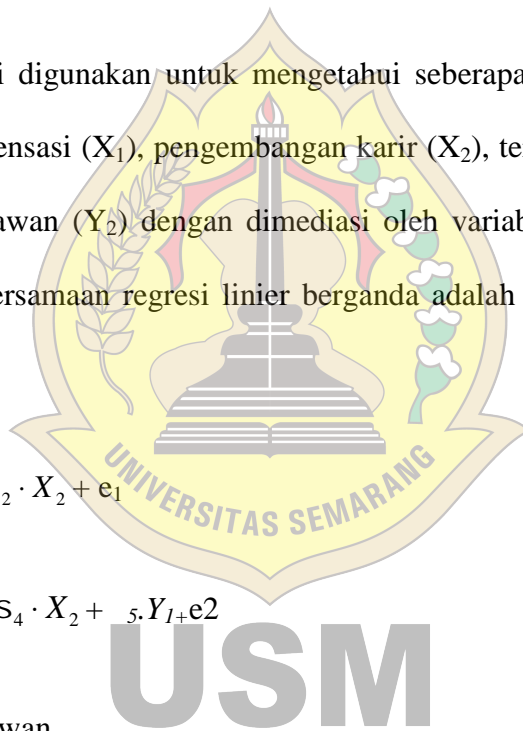 i digunakan untuk mengetahui seberapa
ensasi (X₁), pengembangan karir (X₂), te
awan (Y₂) dengan dimediasi oleh variab
ersamaan regresi linier berganda adalah
₂ · X₂ + e₁
UNIVERSITAS SEMARANG
S₄ · X₂ + ₅.Y₁+e2
USM
wan